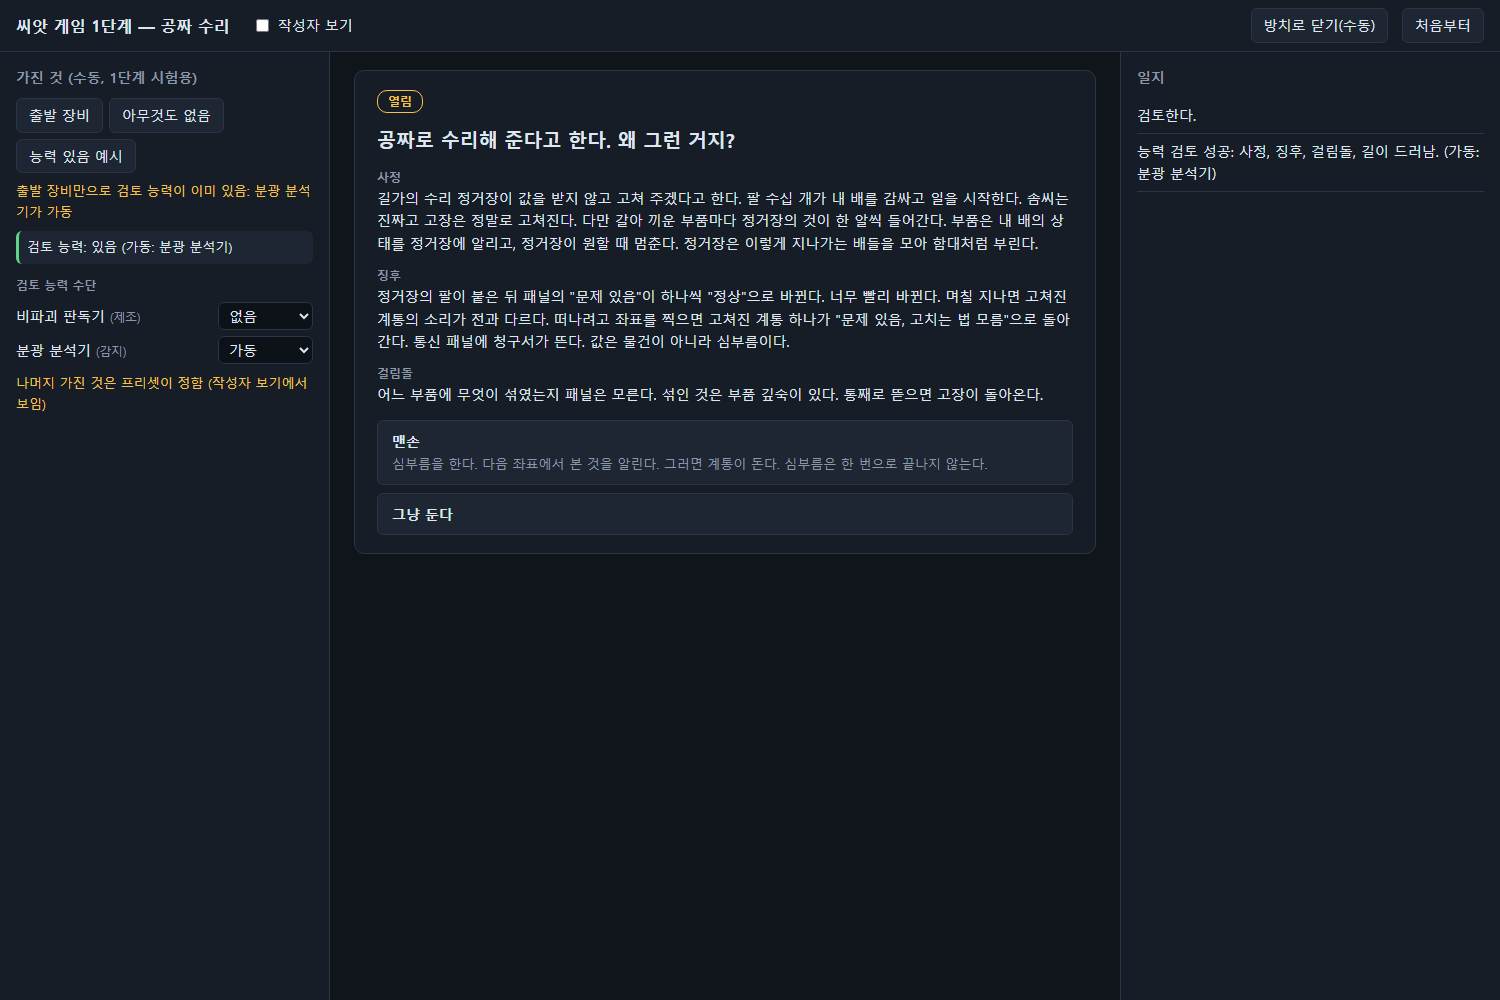 씨앗 게임 1단계 — 공짜 수리
작성자 보기
방치로 닫기(수동)
처음부터
가진 것 (수동, 1단계 시험용)
출발 장비
아무것도 없음
능력 있음 예시
출발 장비만으로 검토 능력이 이미 있음: 분광 분석
기가 가동
검토 능력: 있음 (가동: 분광 분석기)
검토 능력 수단
비파괴 판독기 (제조)
없음
분광 분석기 (감지)
가동
나머지 가진 것은 프리셋이 정함 (작성자 보기에서
보임)
열림
공짜로 수리해 준다고 한다. 왜 그런 거지?
사정
길가의 수리 정거장이 값을 받지 않고 고쳐 주겠다고 한다. 팔 수십 개가 내 배를 감싸고 일을 시작한다. 솜씨는
진짜고 고장은 정말로 고쳐진다. 다만 갈아 끼운 부품마다 정거장의 것이 한 알씩 들어간다. 부품은 내 배의 상
태를 정거장에 알리고, 정거장이 원할 때 멈춘다. 정거장은 이렇게 지나가는 배들을 모아 함대처럼 부린다.
징후
정거장의 팔이 붙은 뒤 패널의 "문제 있음"이 하나씩 "정상"으로 바뀐다. 너무 빨리 바뀐다. 며칠 지나면 고쳐진
계통의 소리가 전과 다르다. 떠나려고 좌표를 찍으면 고쳐진 계통 하나가 "문제 있음, 고치는 법 모름"으로 돌아
간다. 통신 패널에 청구서가 뜬다. 값은 물건이 아니라 심부름이다.
걸림돌
어느 부품에 무엇이 섞였는지 패널은 모른다. 섞인 것은 부품 깊숙이 있다. 통째로 뜯으면 고장이 돌아온다.
맨손
심부름을 한다. 다음 좌표에서 본 것을 알린다. 그러면 계통이 돈다. 심부름은 한 번으로 끝나지 않는다.
그냥 둔다
일지
검토한다.
능력 검토 성공: 사정, 징후, 걸림돌, 길이 드러남. (가동:
분광 분석기)